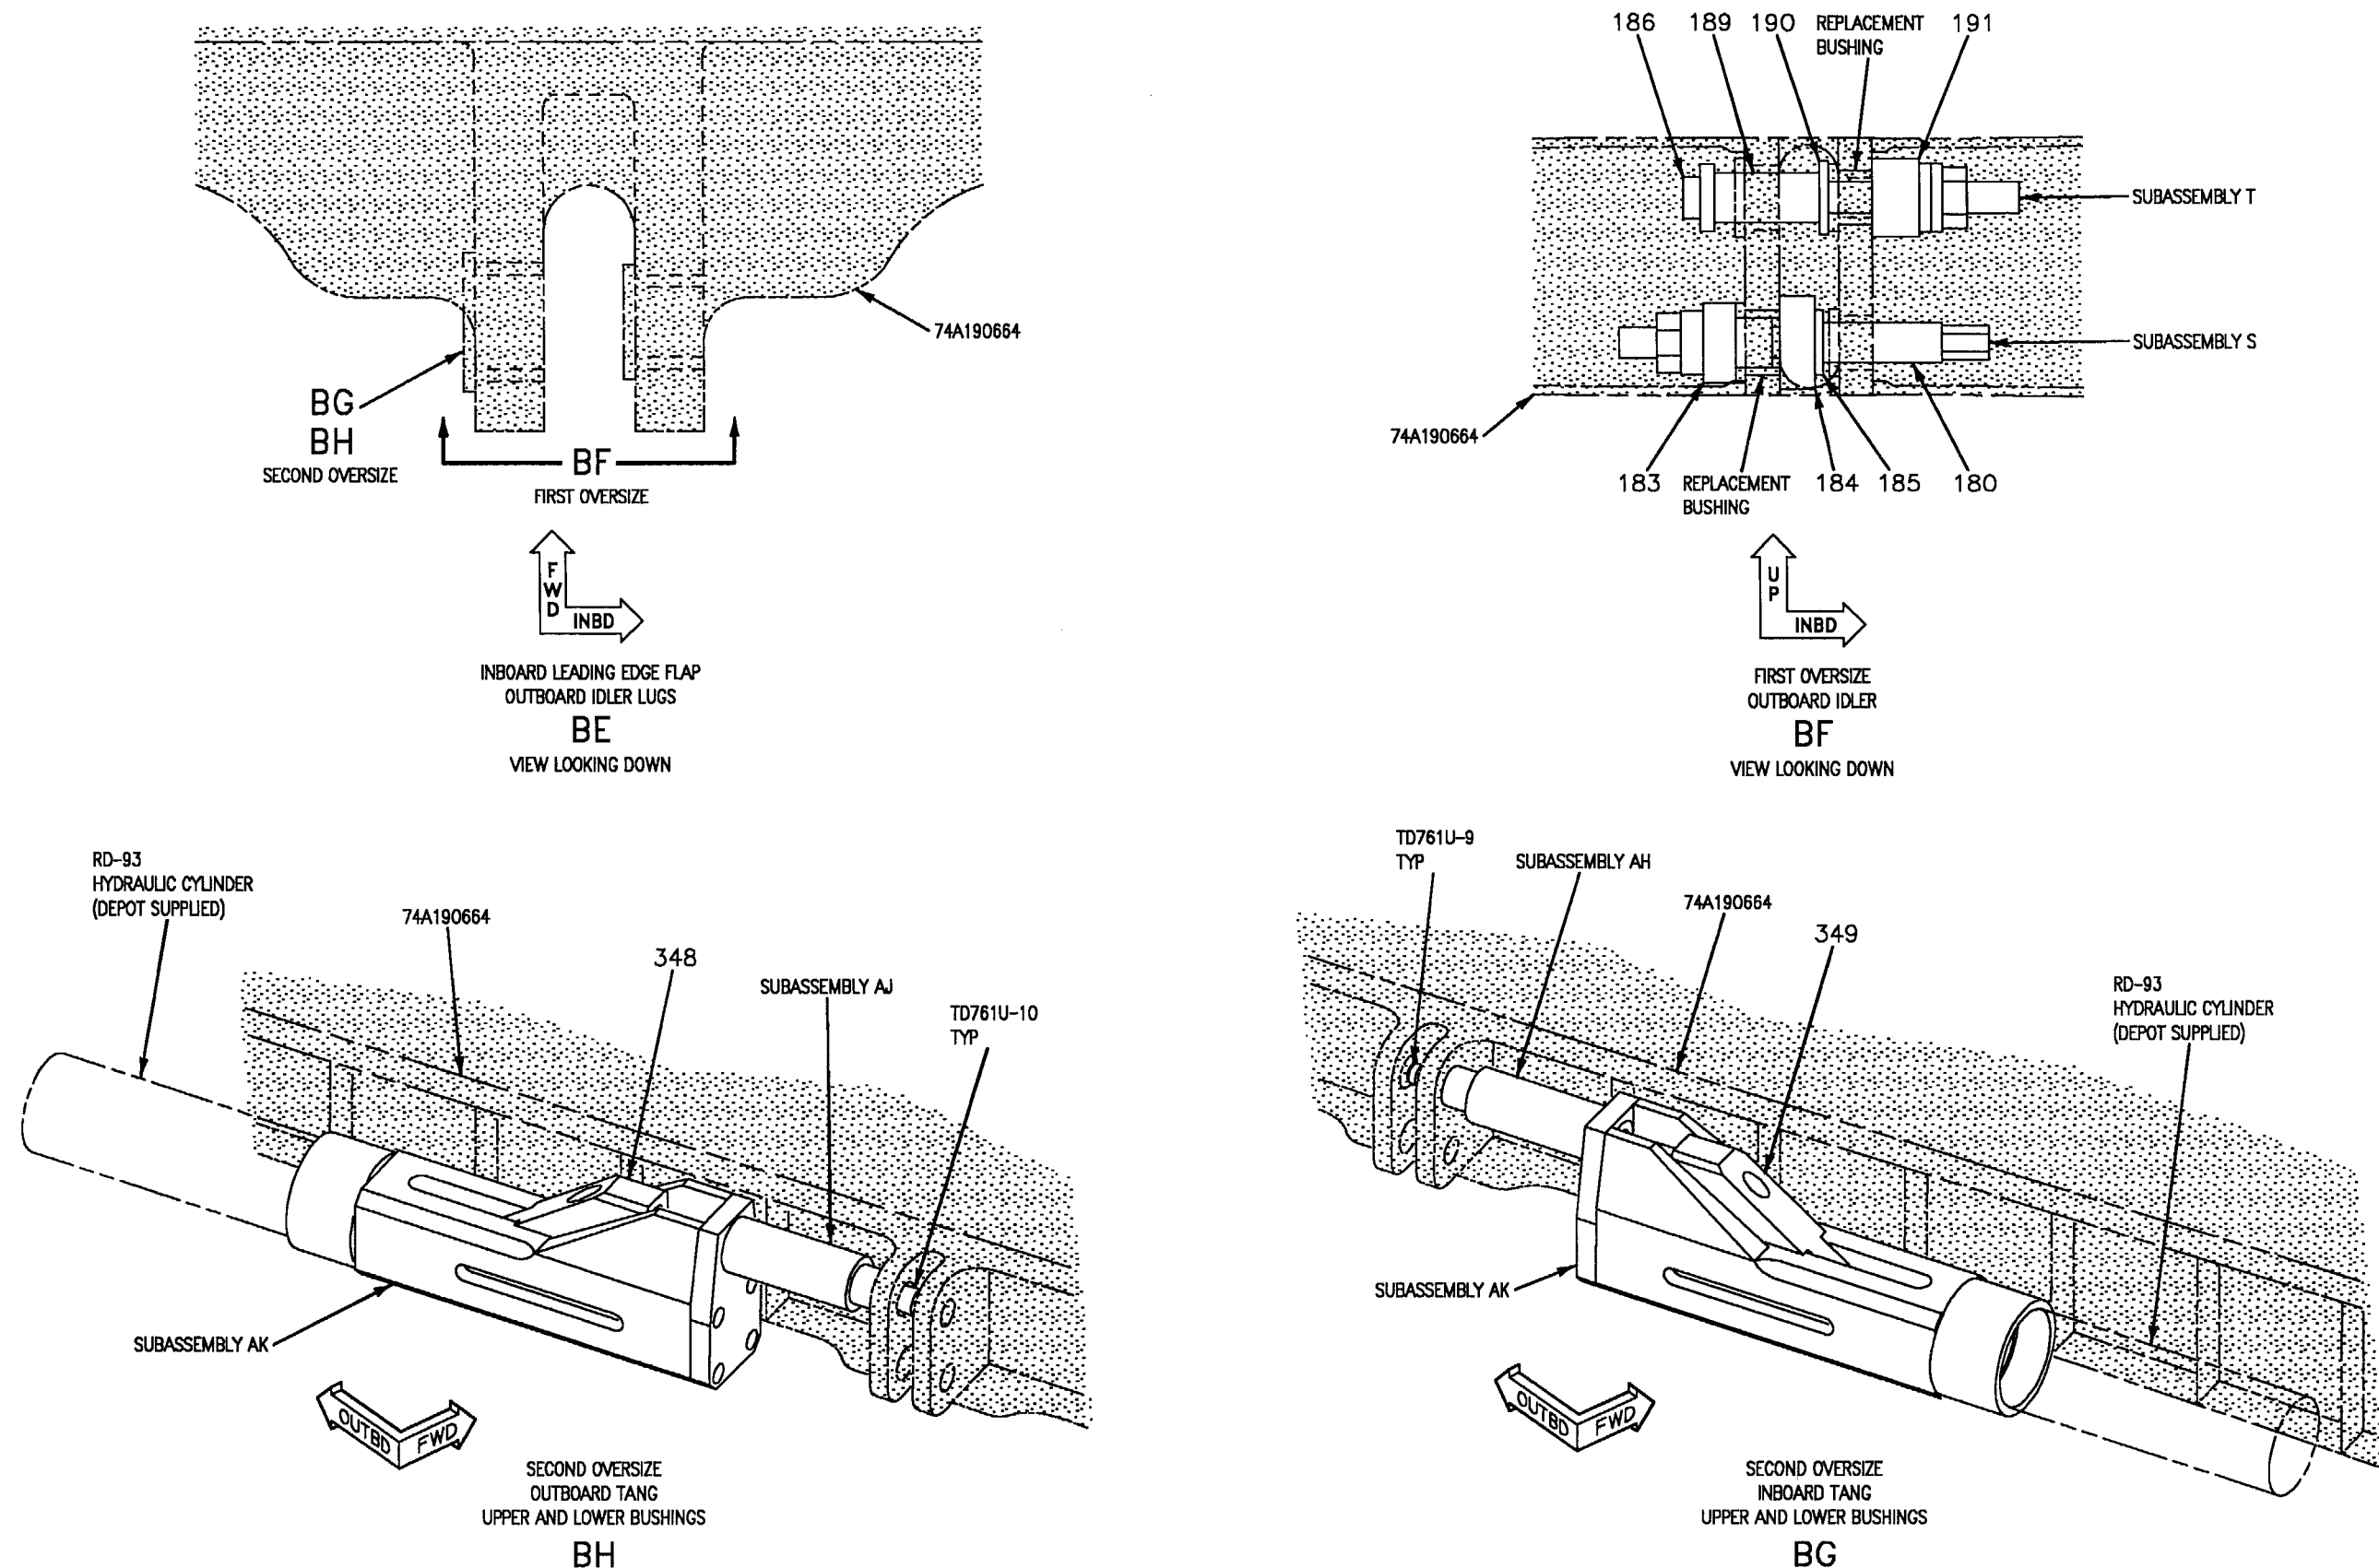 74A190664
BG
BH
SECOND OVERSIZE
BF
FIRST OVERSIZE
FWD
INBD
INBOARD LEADING EDGE FLAP
OUTBOARD IDLER LUGS
BE
VIEW LOOKING DOWN
186
189
190
REPLACEMENT
BUSHING
191
SUBASSEMBLY T
SUBASSEMBLY S
74A190664
183
REPLACEMENT
BUSHING
184
185
180
UP
INBD
FIRST OVERSIZE
OUTBOARD IDLER
BF
VIEW LOOKING DOWN
RD-93
HYDRAULIC CYLINDER
(DEPOT SUPPLIED)
74A190664
348
SUBASSEMBLY AJ
TD761U-10
TYP
SUBASSEMBLY AK
OUTBD
FWD
SECOND OVERSIZE
OUTBOARD TANG
UPPER AND LOWER BUSHINGS
BH
TD761U-9
TYP
SUBASSEMBLY AH
74A190664
349
RD-93
HYDRAULIC CYLINDER
(DEPOT SUPPLIED)
SUBASSEMBLY AK
OUTBD
FWD
SECOND OVERSIZE
INBOARD TANG
UPPER AND LOWER BUSHINGS
BG